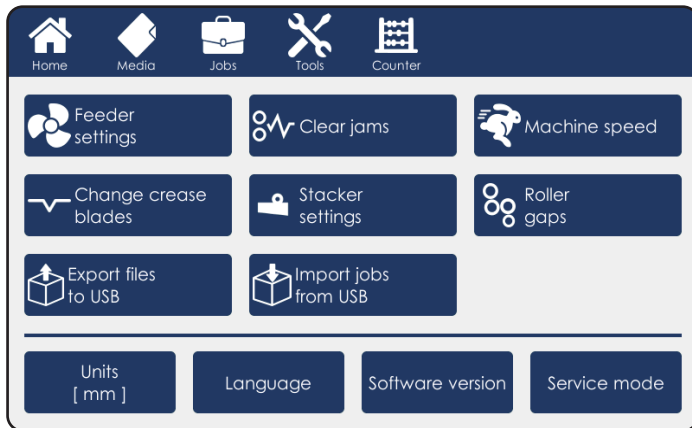 Home Media Jobs Tools Counter
Feeder
settings
Clear jams
Machine speed
Change crease
blades
Stacker
settings
Roller
gaps
Export files
to USB
Import jobs
from USB
Units
[ mm ]
Language
Software version
Service mode